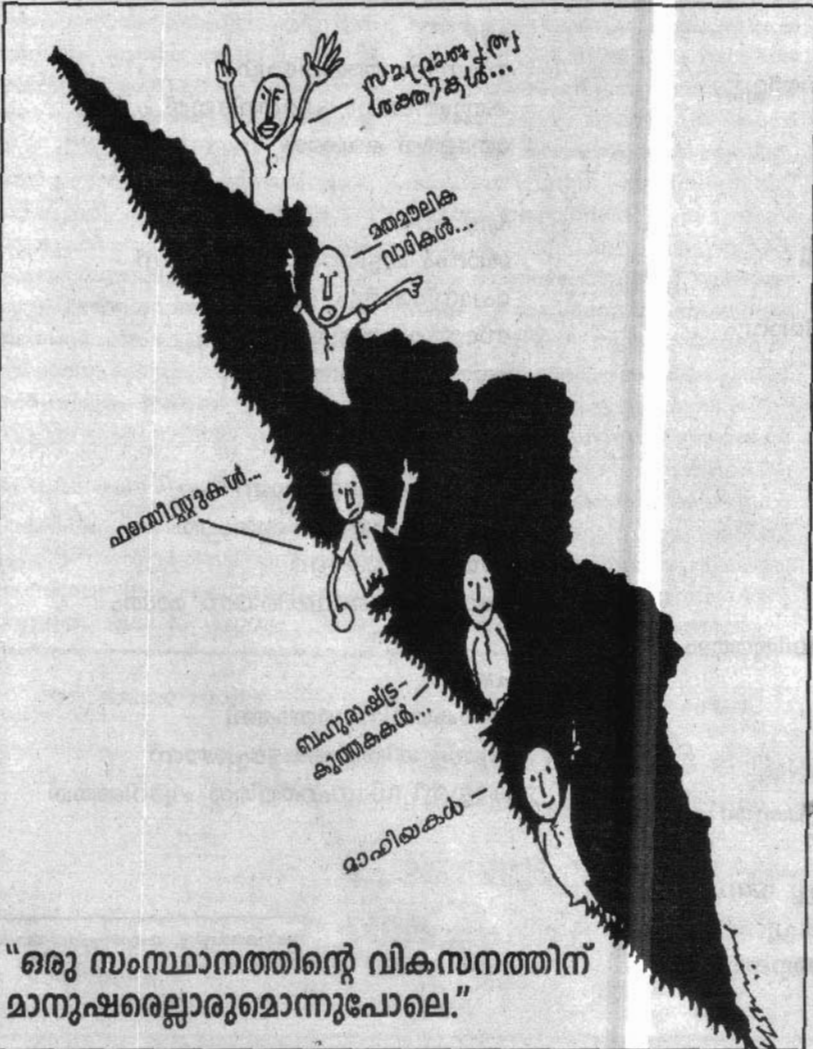 സാമ്രാജ്യത്വ
ശക്തികൾ...
മതമൗലിക
വാദികൾ...
ഫാസിസ്റ്റുകൾ...
ബഹുരാഷ്ട്ര-
കുത്തകകൾ...
മാഫിയകൾ
“ഒരു സംസ്ഥാനത്തിന്റെ വികസനത്തിന്
മാനുഷരെല്ലാരുമൊന്നുപോലെ.”